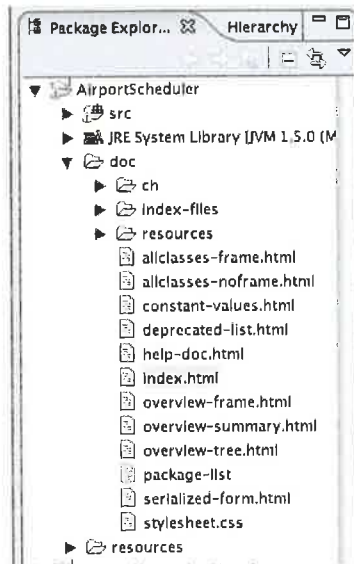 Package Explor... Hierarchy
AirportScheduler
src
JRE System Library [JVM 1.5.0 (M
doc
ch
index-files
resources
allclasses-frame.html
allclasses-noframe.html
constant-values.html
deprecated-list.html
help-doc.html
index.html
overview-frame.html
overview-summary.html
overview-tree.html
package-list
serialized-form.html
stylesheet.css
resources